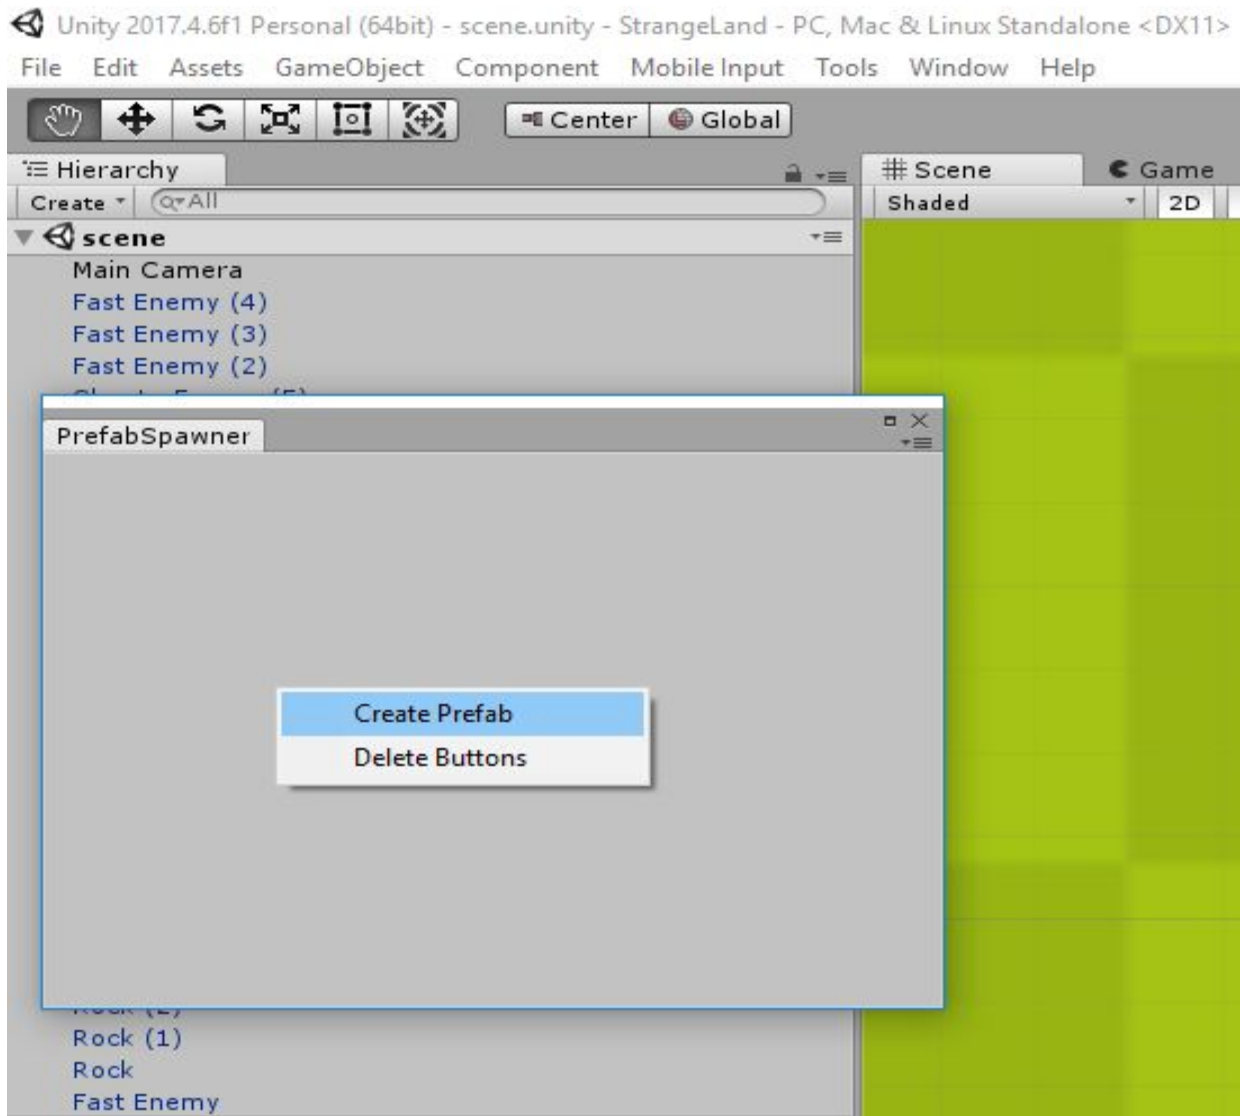 Unity 2017.4.6f1 Personal (64bit) - scene.unity - StrangeLand - PC, Mac & Linux Standalone <DX11>
File Edit Assets GameObject Component Mobile Input Tools Window Help
Center Global
Hierarchy
Scene Game
Create All
Shaded 2D
scene
Main Camera
Fast Enemy (4)
Fast Enemy (3)
Fast Enemy (2)
PrefabSpawner
Create Prefab
Delete Buttons
Rock (2)
Rock (1)
Rock
Fast Enemy